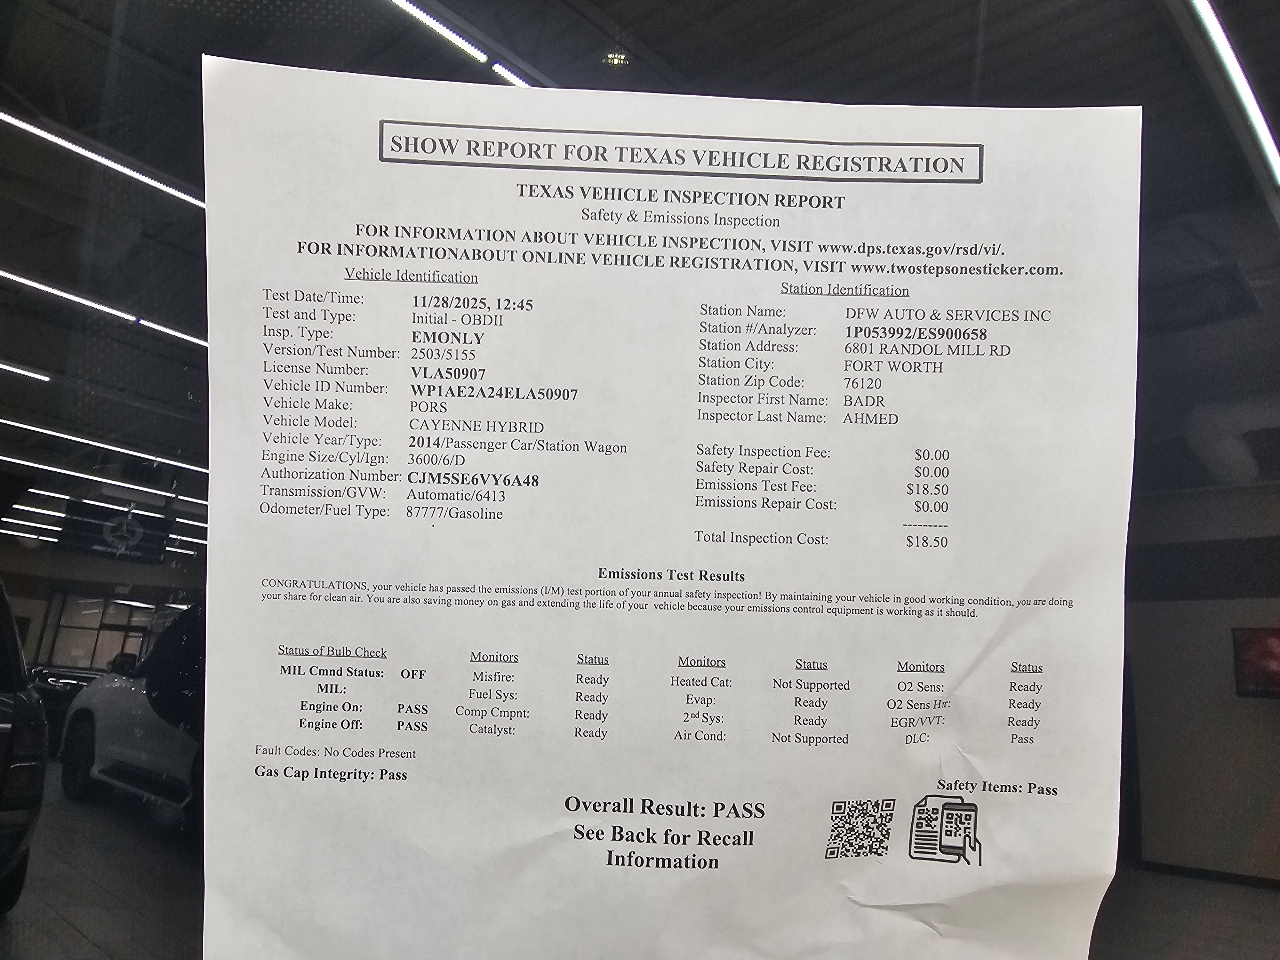 SHOW REPORT FOR TEXAS VEHICLE REGISTRATION
TEXAS VEHICLE INSPECTION REPORT
Safety & Emissions Inspection
FOR INFORMATION ABOUT VEHICLE INSPECTION, VISIT www.dps.texas.gov/rsd/vi/.
FOR INFORMATIONABOUT ONLINE VEHICLE REGISTRATION, VISIT www.twostepsonesticker.com.
Vehicle Identification
Test Date/Time: 11/28/2025, 12:45
Test and Type: Initial - OBDII
Insp. Type: EMONLY
Version/Test Number: 2503/5155
License Number: VLA50907
Vehicle ID Number: WP1AE2A24ELA50907
Vehicle Make: PORS
Vehicle Model: CAYENNE HYBRID
Vehicle Year/Type: 2014/Passenger Car/Station Wagon
Engine Size/Cyl/Ign: 3600/6/D
Authorization Number: CJM5SE6VY6A48
Transmission/GVW: Automatic/6413
Odometer/Fuel Type: 87777/Gasoline
Station Identification
Station Name: DFW AUTO & SERVICES INC
Station #/Analyzer: 1P053992/ES900658
Station Address: 6801 RANDOL MILL RD
Station City: FORT WORTH
Station Zip Code: 76120
Inspector First Name: BADR
Inspector Last Name: AHMED
Safety Inspection Fee: $0.00
Safety Repair Cost: $0.00
Emissions Test Fee: $18.50
Emissions Repair Cost: $0.00
---------
Total Inspection Cost: $18.50
Emissions Test Results
CONGRATULATIONS, your vehicle has passed the emissions (I/M) test portion of your annual safety inspection! By maintaining your vehicle in good working condition, you are doing
your share for clean air. You are also saving money on gas and extending the life of your vehicle because your emissions control equipment is working as it should.
Status of Bulb Check
MIL Cmnd Status: OFF
MIL:
Engine On: PASS
Engine Off: PASS
Monitors Status
Misfire: Ready
Fuel Sys: Ready
Comp Cmpnt: Ready
Catalyst: Ready
Monitors Status
Heated Cat: Not Supported
Evap: Ready
2nd Sys: Ready
Air Cond: Not Supported
Monitors Status
O2 Sens: Ready
O2 Sens Htr: Ready
EGR/VVT: Ready
DLC: Pass
Fault Codes: No Codes Present
Gas Cap Integrity: Pass
Safety Items: Pass
Overall Result: PASS
See Back for Recall
Information